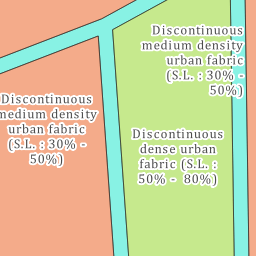 Discontinuous
medium density
urban fabric
(S.L. : 30% -
50%)
Discontinuous
medium density
urban fabric
(S.L. : 30% -
50%)
Discontinuous
dense urban
fabric (S.L. :
50% - 80%)